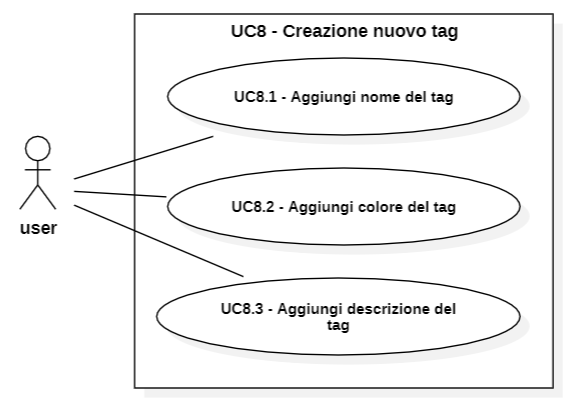 UC8 - Creazione nuovo tag
UC8.1 - Aggiungi nome del tag
UC8.2 - Aggiungi colore del tag
user
UC8.3 - Aggiungi descrizione del
tag